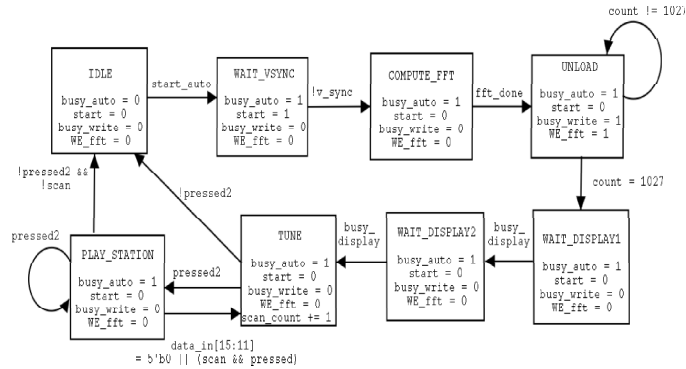 count != 1027
IDLE
busy_auto = 0
start = 0
busy_write = 0
WE_fft = 0
start_auto
WAIT_VSYNC
busy_auto = 1
start = 1
busy_write = 0
WE_fft = 0
!v_sync
COMPUTE_FFT
busy_auto = 1
start = 0
busy_write = 0
WE_fft = 0
fft_done
UNLOAD
busy_auto = 1
start = 0
busy_write = 1
WE_fft = 1
count = 1027
!pressed2 &&
!scan
!pressed2
pressed2
PLAY_STATION
busy_auto = 1
start = 0
busy_write = 0
WE_fft = 0
pressed2
TUNE
busy_auto = 1
start = 0
busy_write = 0
WE_fft = 0
scan_count += 1
busy_
display
WAIT_DISPLAY2
busy_auto = 1
start = 0
busy_write = 0
WE_fft = 0
busy_
display
WAIT_DISPLAY1
busy_auto = 1
start = 0
busy_write = 0
WE_fft = 0
data_in[15:11]
= 5'b0 || (scan && pressed)